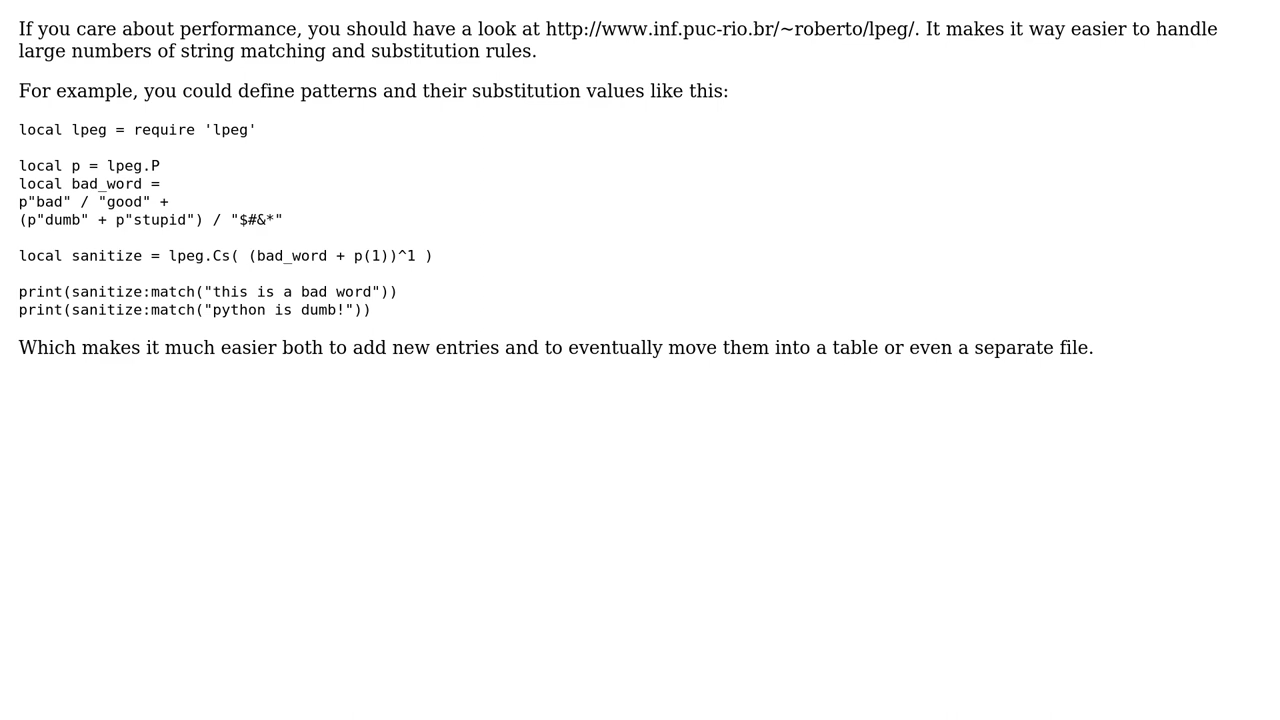 If you care about performance, you should have a look at http://www.inf.puc-rio.br/~roberto/lpeg/. It makes it way easier to handle
large numbers of string matching and substitution rules.
For example, you could define patterns and their substitution values like this:
local lpeg = require 'lpeg'
local p = lpeg.P
local bad_word =
p"bad" / "good" +
(p"dumb" + p"stupid") / "$#&*"
local sanitize = lpeg.Cs( (bad_word + p(1))^1 )
print(sanitize:match("this is a bad word"))
print(sanitize:match("python is dumb!"))
Which makes it much easier both to add new entries and to eventually move them into a table or even a separate file.